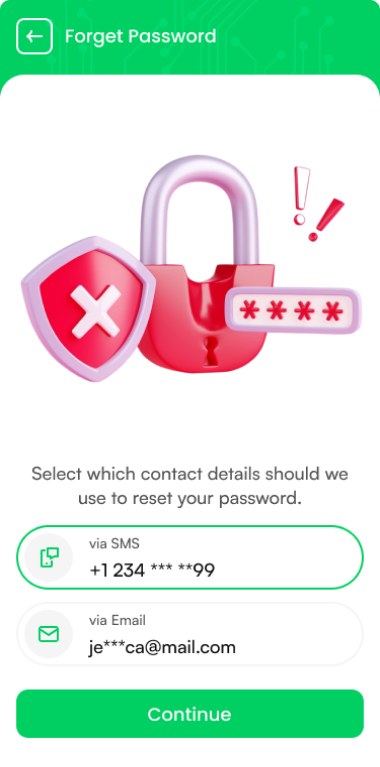 Forget Password
****
Select which contact details should we
use to reset your password.
via SMS
+1 234 *** **99
via Email
je***ca@mail.com
Continue